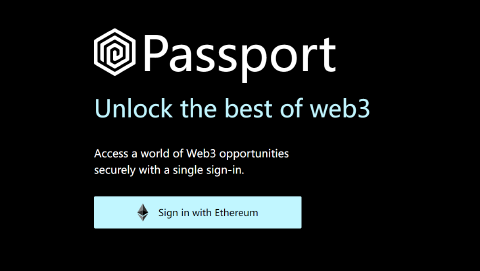 Passport
Unlock the best of web3
Access a world of Web3 opportunities
securely with a single sign-in.
Sign in with Ethereum